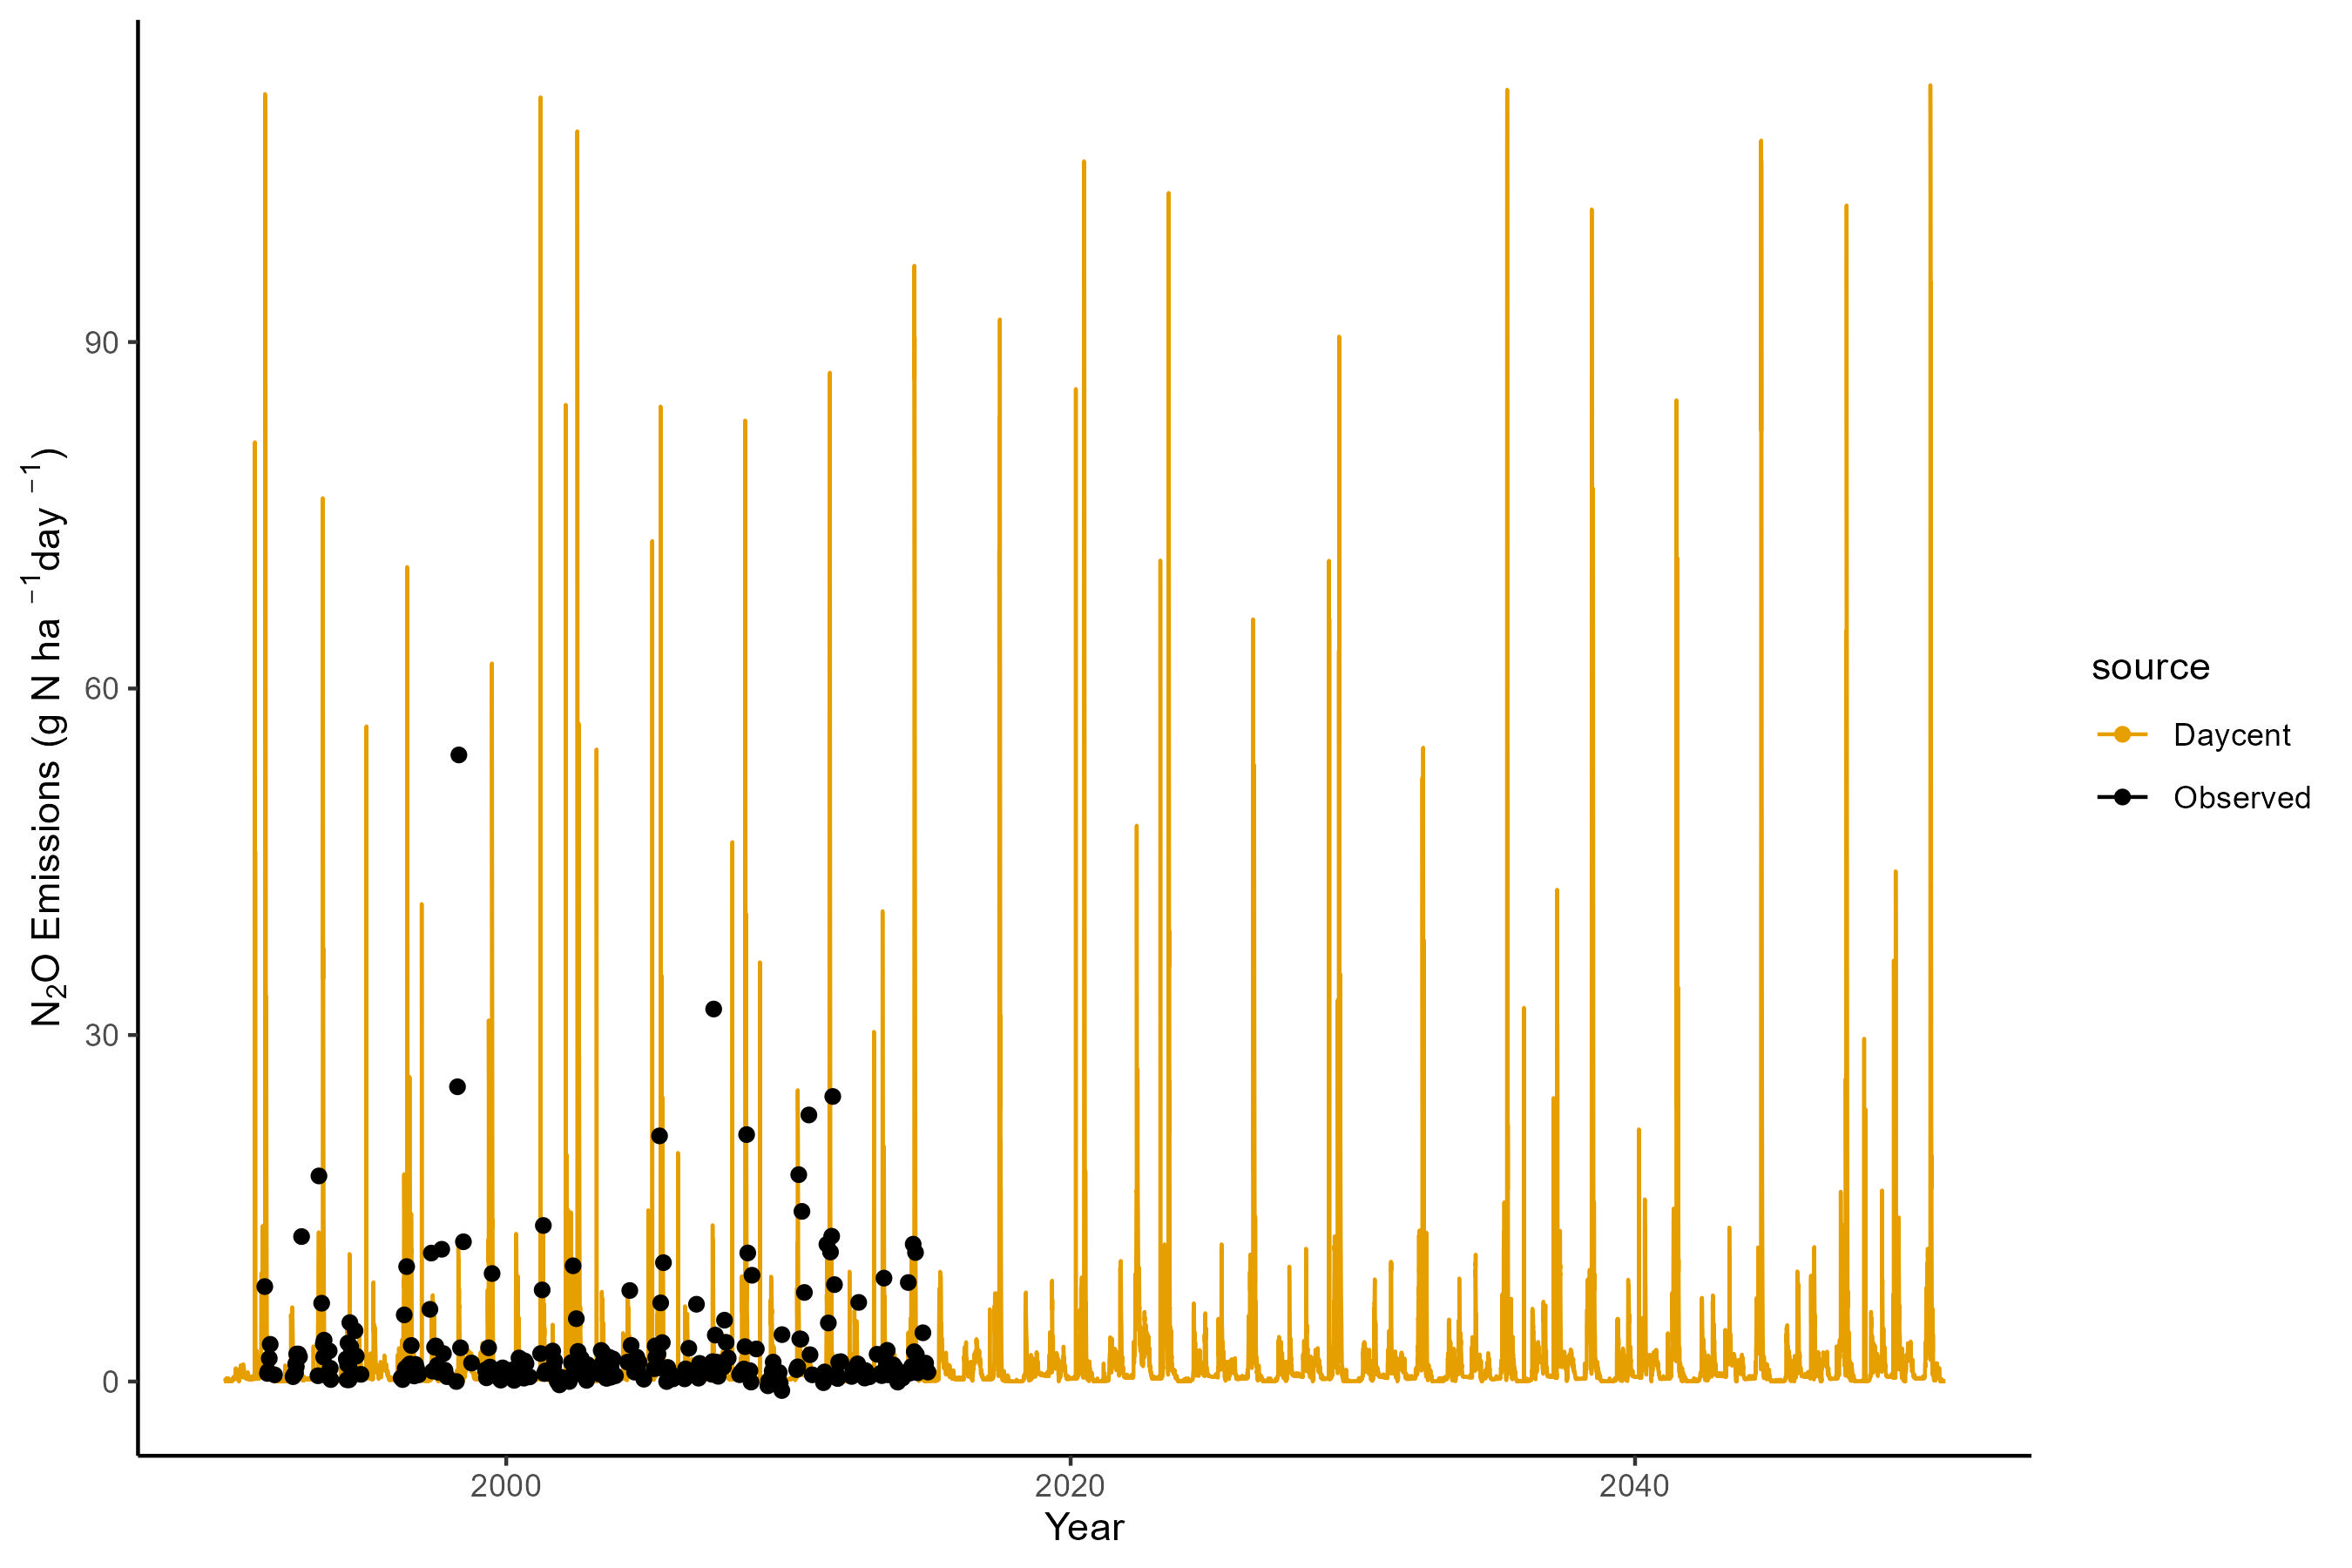 N₂O Emissions (g N ha ⁻¹day ⁻¹)
90
60
30
0
2000 2020 2040
Year
source
Daycent
Observed